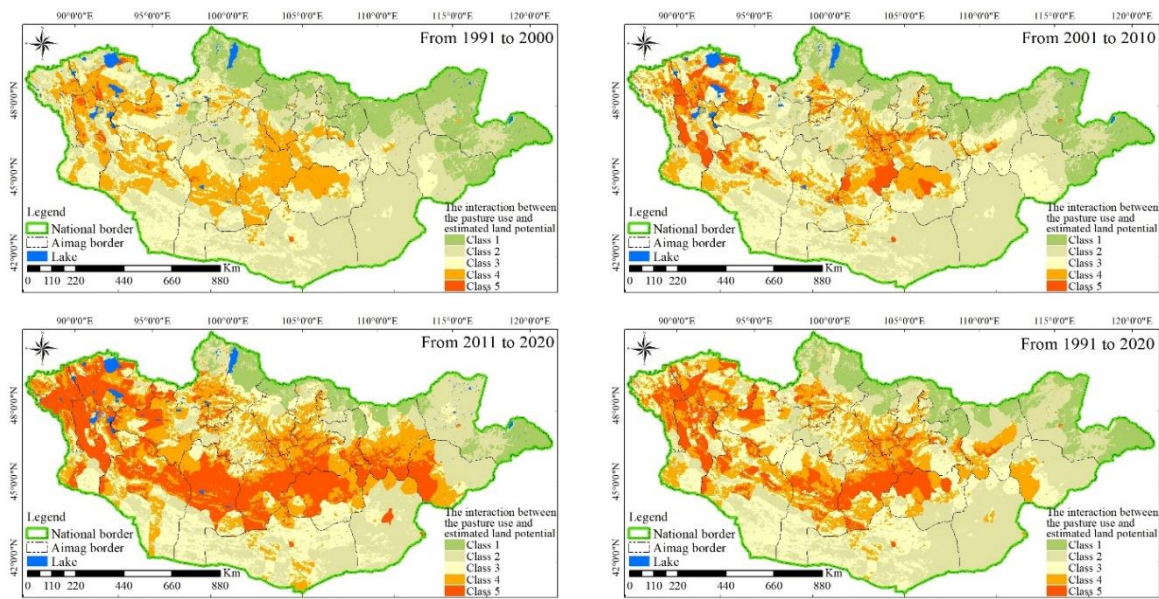 90°0'0"E 95°0'0"E 100°0'0"E 105°0'0"E 110°0'0"E 115°0'0"E 120°0'0"E
From 1991 to 2000
48°0'0"N
45°0'0"N
42°0'0"N
Legend
National border
Aimag border
Lake
Km
0 110 220 440 660 880
The interaction between
the pasture use and
estimated land potential
Class 1
Class 2
Class 3
Class 4
Class 5
90°0'0"E 95°0'0"E 100°0'0"E 105°0'0"E 110°0'0"E 115°0'0"E 120°0'0"E
From 2001 to 2010
48°0'0"N
45°0'0"N
42°0'0"N
Legend
National border
Aimag border
Lake
Km
0 110 220 440 660 880
The interaction between
the pasture use and
estimated land potential
Class 1
Class 2
Class 3
Class 4
Class 5
90°0'0"E 95°0'0"E 100°0'0"E 105°0'0"E 110°0'0"E 115°0'0"E 120°0'0"E
From 2011 to 2020
48°0'0"N
45°0'0"N
42°0'0"N
Legend
National border
Aimag border
Lake
Km
0 110 220 440 660 880
The interaction between
the pasture use and
estimated land potential
Class 1
Class 2
Class 3
Class 4
Class 5
90°0'0"E 95°0'0"E 100°0'0"E 105°0'0"E 110°0'0"E 115°0'0"E 120°0'0"E
From 1991 to 2020
48°0'0"N
45°0'0"N
42°0'0"N
Legend
National border
Aimag border
Lake
Km
0 110 220 440 660 880
The interaction between
the pasture use and
estimated land potential
Class 1
Class 2
Class 3
Class 4
Class 5